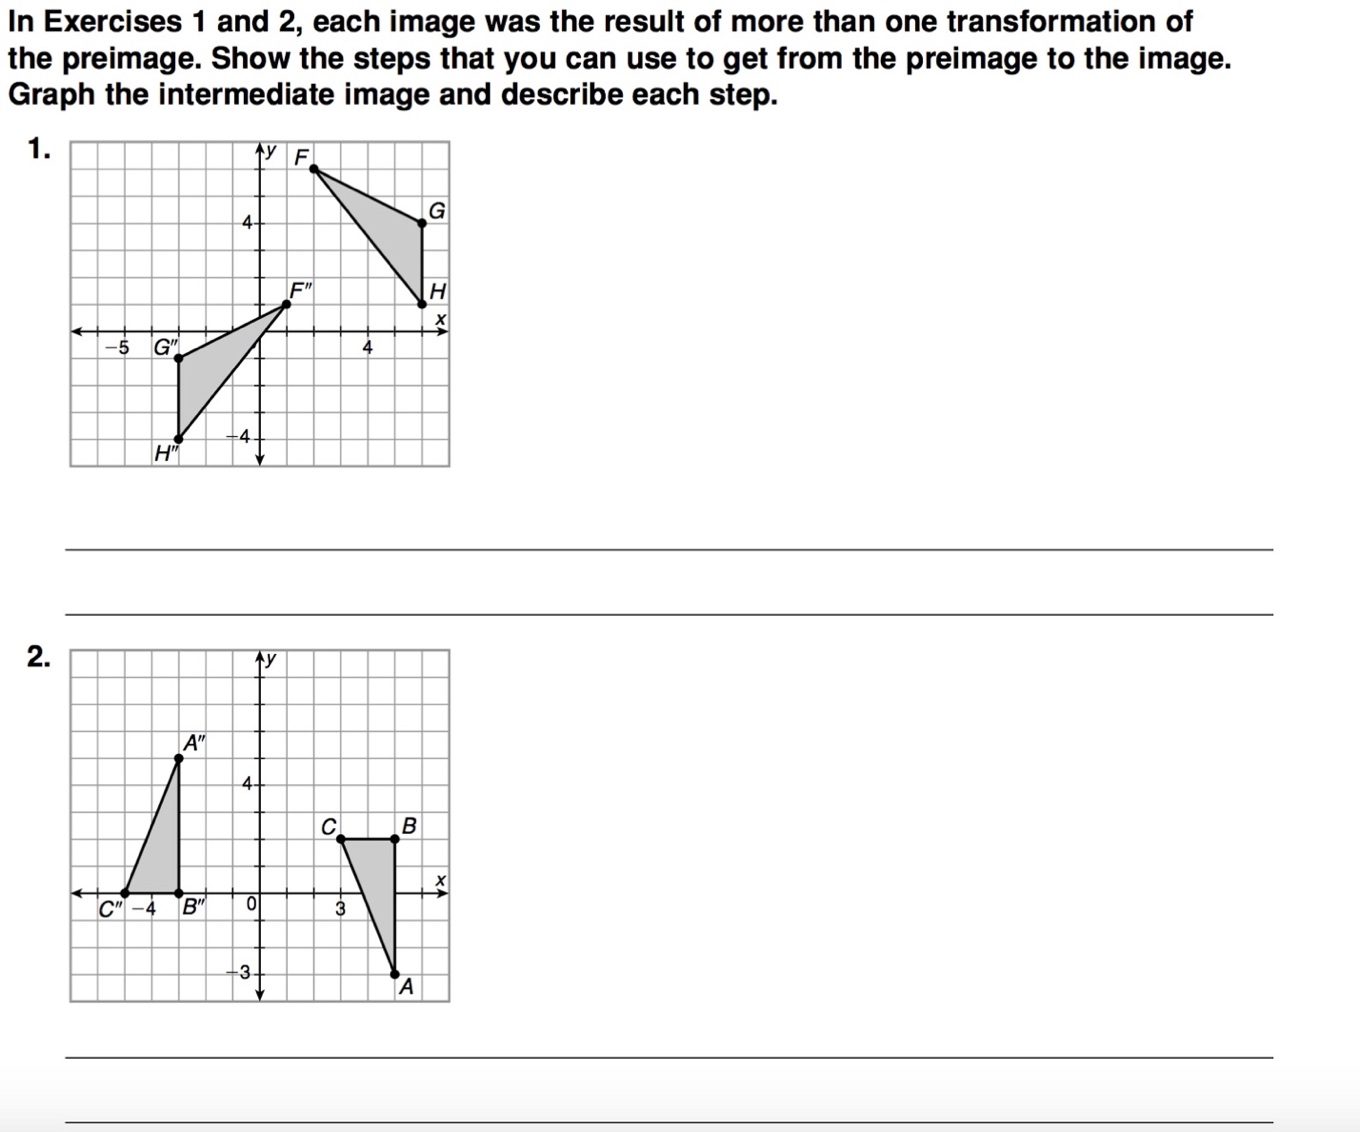 In Exercises 1 and 2, each image was the result of more than one transformation of
the preimage. Show the steps that you can use to get from the preimage to the image.
Graph the intermediate image and describe each step.
1.
y F
G
4
F″ H
x
−5 G″ 4
−4
H″
2.
y
A″
4
C B
x
C″ −4 B″ 0 3
−3
A